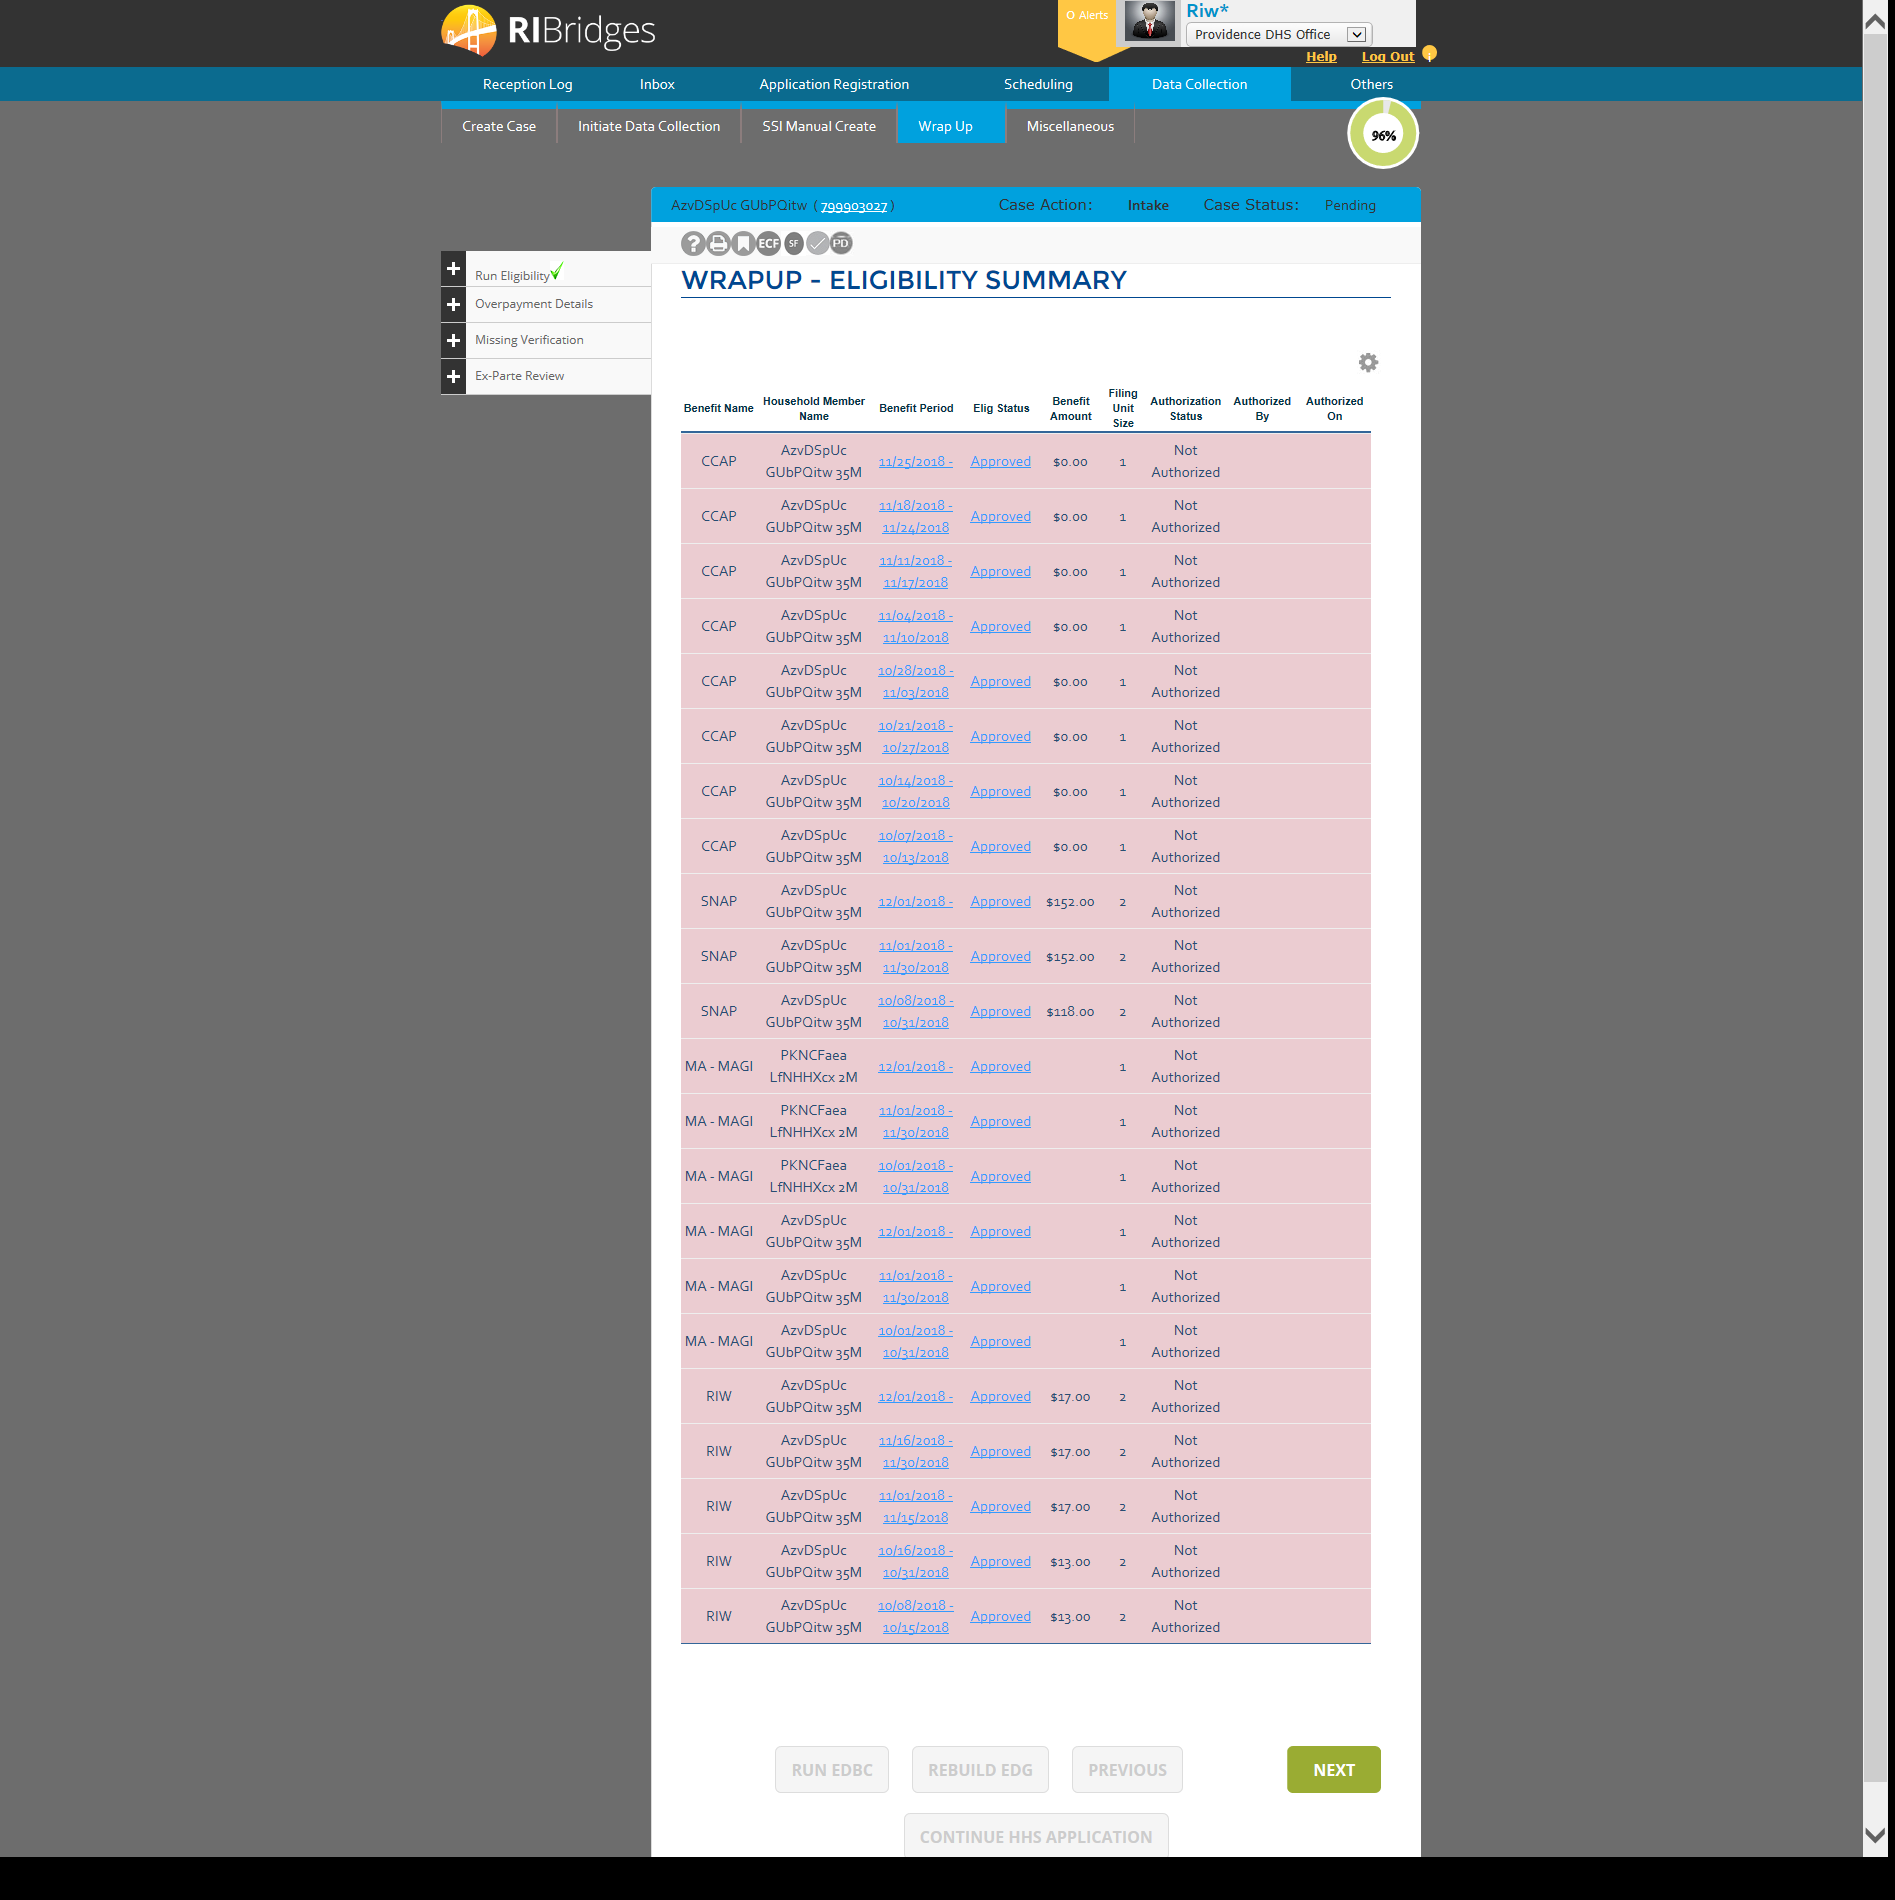 RIBridges
0 Alerts
Riw*
Providence DHS Office
Help Log Out
Reception Log Inbox Application Registration Scheduling Data Collection Others
Create Case Initiate Data Collection SSI Manual Create Wrap Up Miscellaneous
96%
AzvDSpUc GUbPQitw (799903027) Case Action: Intake Case Status: Pending
ECF SF PD
Run Eligibility
Overpayment Details
Missing Verification
Ex-Parte Review
WRAPUP - ELIGIBILITY SUMMARY
Benefit Name Household Member Name Benefit Period Elig Status Benefit Amount Filing Unit Size Authorization Status Authorized By Authorized On
CCAP AzvDSpUc GUbPQitw 35M 11/25/2018 - Approved $0.00 1 Not Authorized
CCAP AzvDSpUc GUbPQitw 35M 11/18/2018 - 11/24/2018 Approved $0.00 1 Not Authorized
CCAP AzvDSpUc GUbPQitw 35M 11/11/2018 - 11/17/2018 Approved $0.00 1 Not Authorized
CCAP AzvDSpUc GUbPQitw 35M 11/04/2018 - 11/10/2018 Approved $0.00 1 Not Authorized
CCAP AzvDSpUc GUbPQitw 35M 10/28/2018 - 11/03/2018 Approved $0.00 1 Not Authorized
CCAP AzvDSpUc GUbPQitw 35M 10/21/2018 - 10/27/2018 Approved $0.00 1 Not Authorized
CCAP AzvDSpUc GUbPQitw 35M 10/14/2018 - 10/20/2018 Approved $0.00 1 Not Authorized
CCAP AzvDSpUc GUbPQitw 35M 10/07/2018 - 10/13/2018 Approved $0.00 1 Not Authorized
SNAP AzvDSpUc GUbPQitw 35M 12/01/2018 - Approved $152.00 2 Not Authorized
SNAP AzvDSpUc GUbPQitw 35M 11/01/2018 - 11/30/2018 Approved $152.00 2 Not Authorized
SNAP AzvDSpUc GUbPQitw 35M 10/08/2018 - 10/31/2018 Approved $118.00 2 Not Authorized
MA - MAGI PKNCFaea LfNHHXcx 2M 12/01/2018 - Approved 1 Not Authorized
MA - MAGI PKNCFaea LfNHHXcx 2M 11/01/2018 - 11/30/2018 Approved 1 Not Authorized
MA - MAGI PKNCFaea LfNHHXcx 2M 10/01/2018 - 10/31/2018 Approved 1 Not Authorized
MA - MAGI AzvDSpUc GUbPQitw 35M 12/01/2018 - Approved 1 Not Authorized
MA - MAGI AzvDSpUc GUbPQitw 35M 11/01/2018 - 11/30/2018 Approved 1 Not Authorized
MA - MAGI AzvDSpUc GUbPQitw 35M 10/01/2018 - 10/31/2018 Approved 1 Not Authorized
RIW AzvDSpUc GUbPQitw 35M 12/01/2018 - Approved $17.00 2 Not Authorized
RIW AzvDSpUc GUbPQitw 35M 11/16/2018 - 11/30/2018 Approved $17.00 2 Not Authorized
RIW AzvDSpUc GUbPQitw 35M 11/01/2018 - 11/15/2018 Approved $17.00 2 Not Authorized
RIW AzvDSpUc GUbPQitw 35M 10/16/2018 - 10/31/2018 Approved $13.00 2 Not Authorized
RIW AzvDSpUc GUbPQitw 35M 10/08/2018 - 10/15/2018 Approved $13.00 2 Not Authorized
RUN EDBC REBUILD EDG PREVIOUS NEXT
CONTINUE HHS APPLICATION